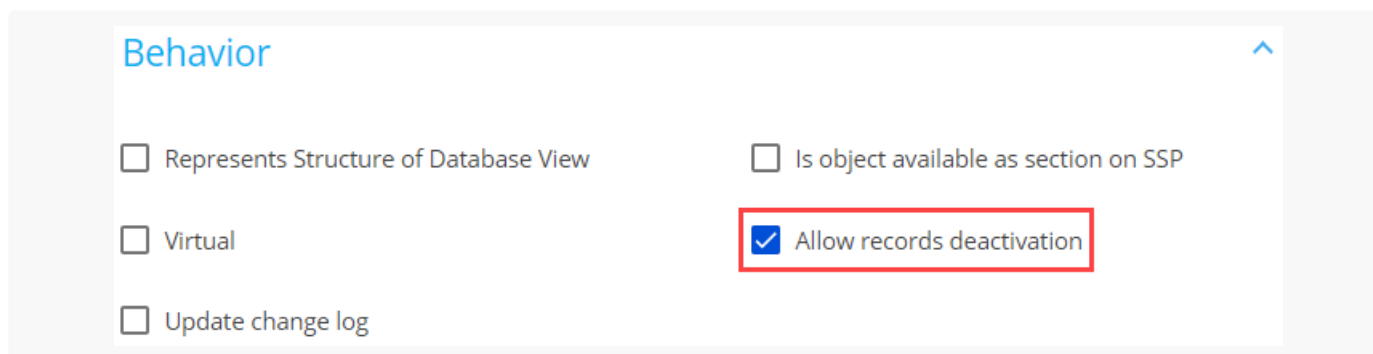 Behavior
Represents Structure of Database View
Is object available as section on SSP
Virtual
Allow records deactivation
Update change log